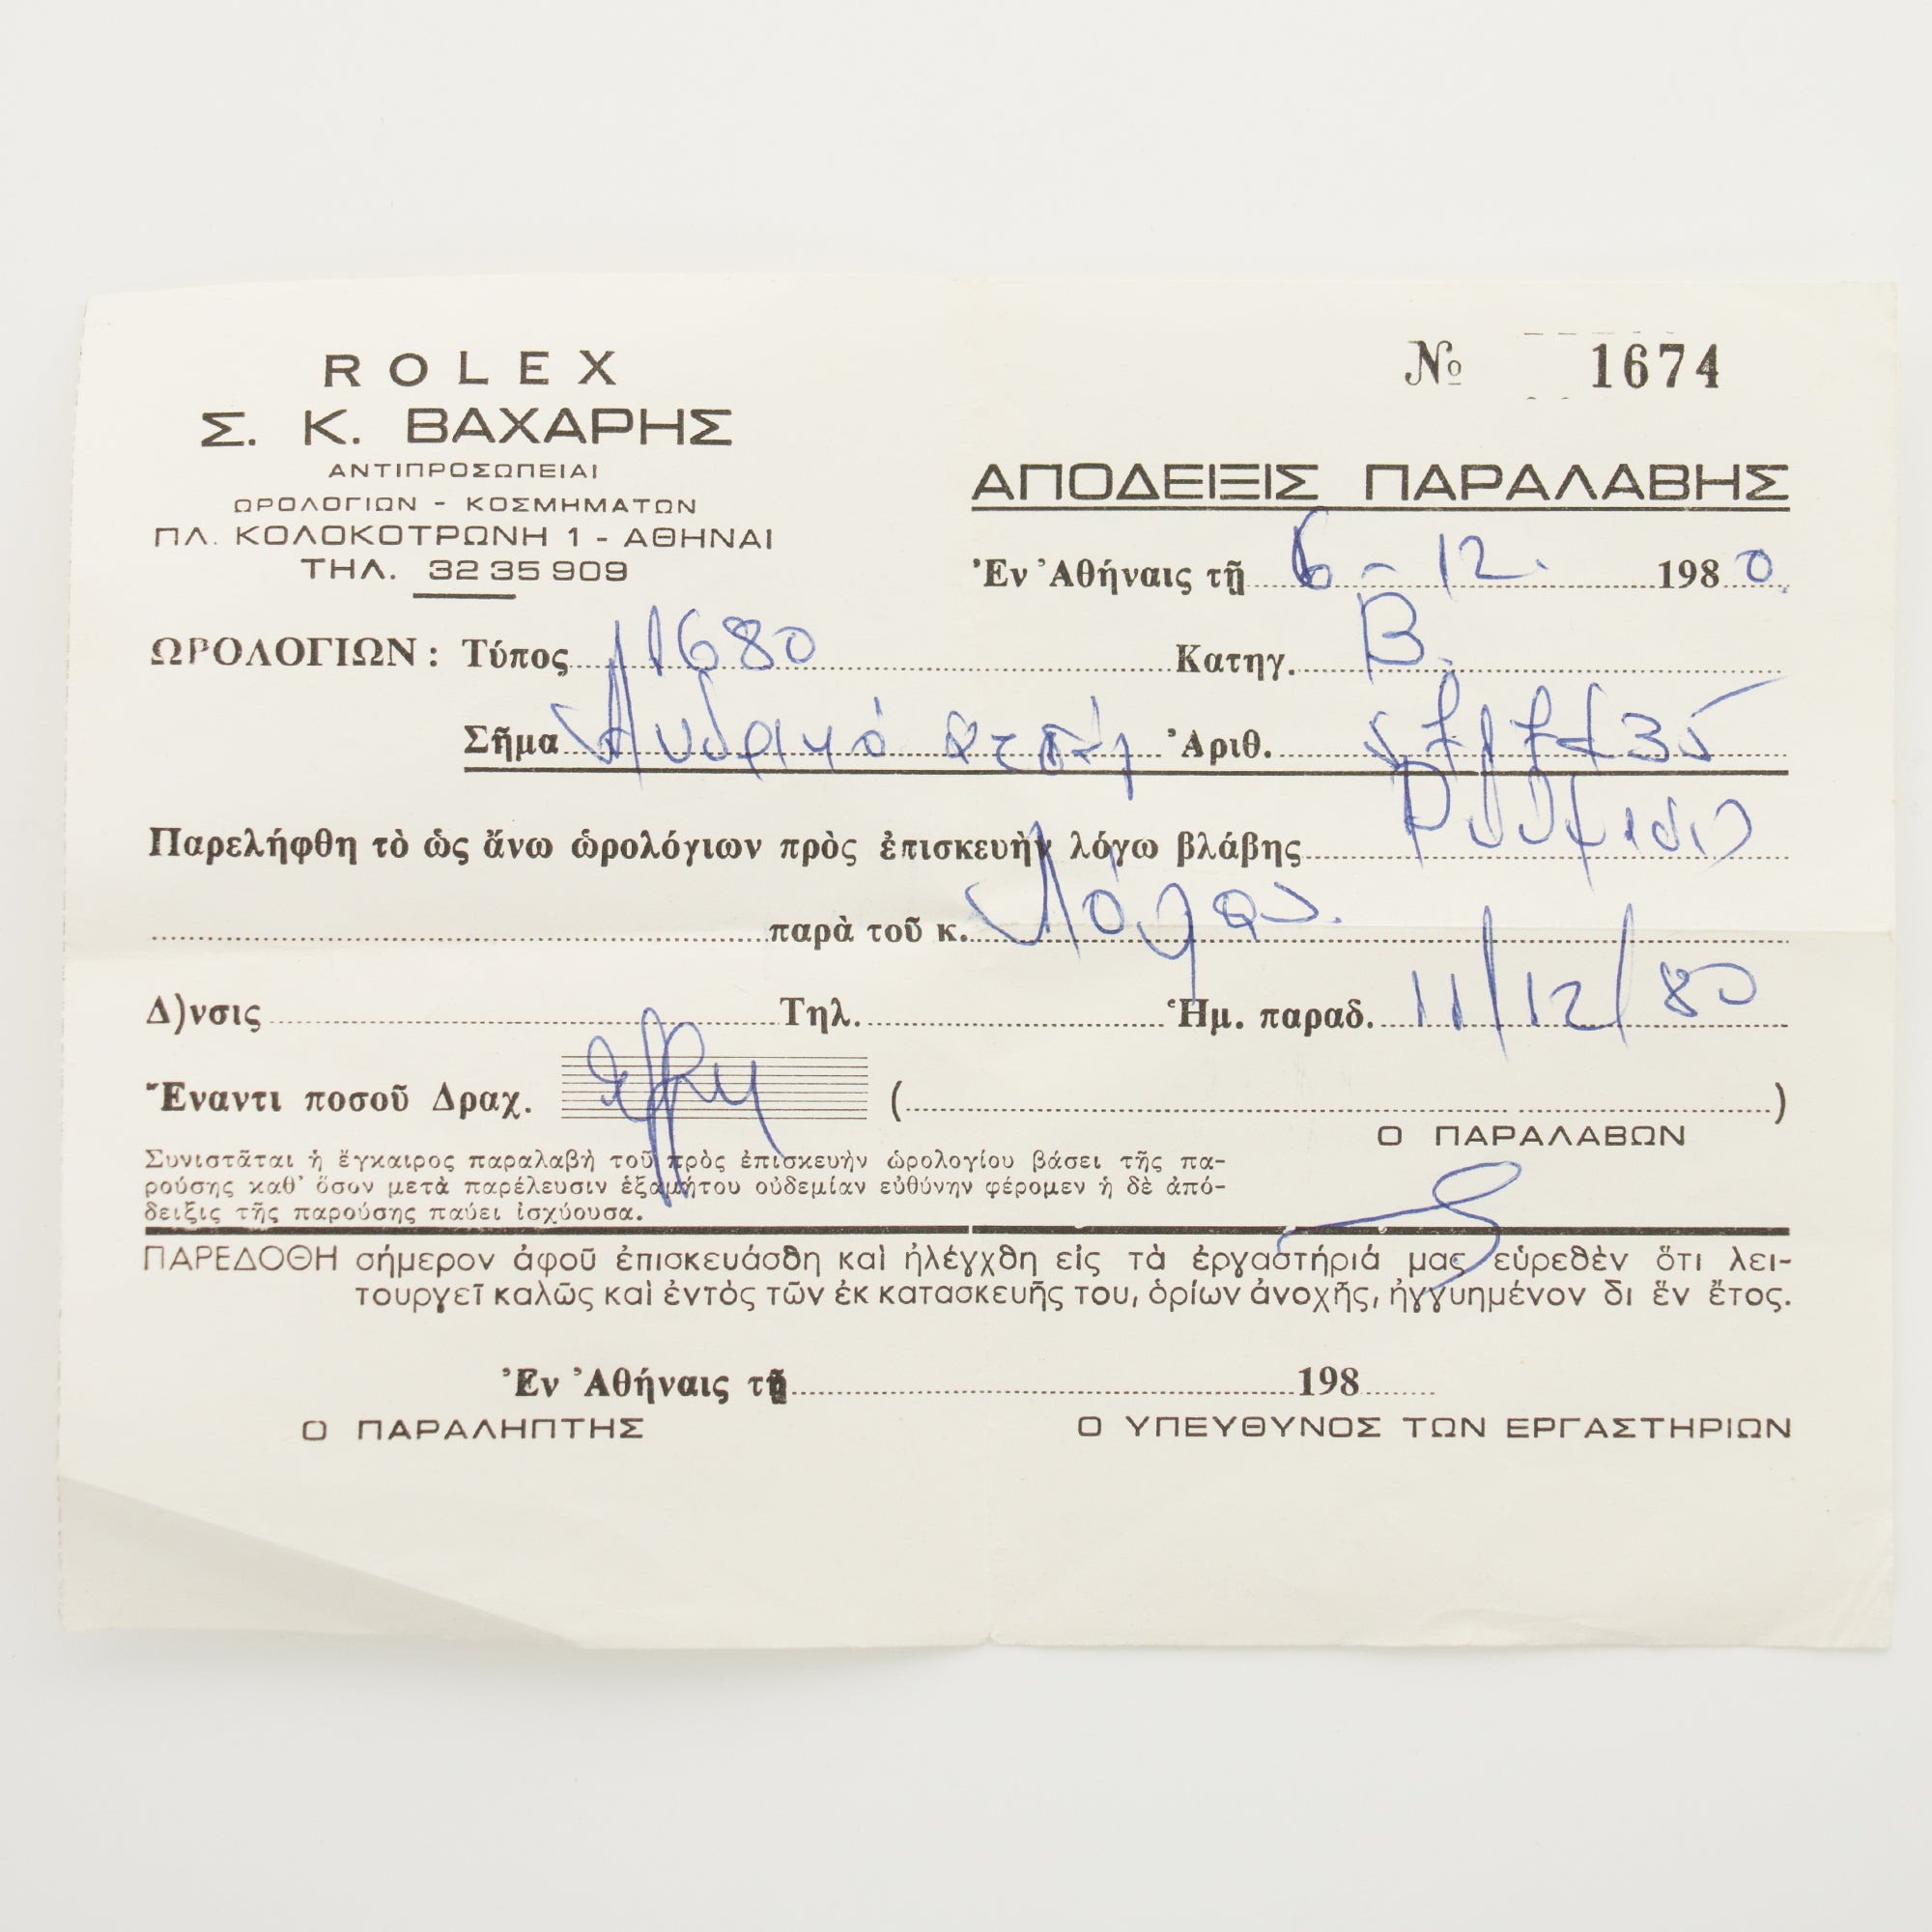 ROLEX
Σ. Κ. ΒΑΧΑΡΗΣ
ΑΝΤΙΠΡΟΣΩΠΕΙΑΙ
ΩΡΟΛΟΓΙΩΝ - ΚΟΣΜΗΜΑΤΩΝ
ΠΛ. ΚΟΛΟΚΟΤΡΩΝΗ 1 - ΑΘΗΝΑΙ
ΤΗΛ. 32 35 909
№ 1674
ΑΠΟΔΕΙΞΙΣ ΠΑΡΑΛΑΒΗΣ
Ἐν Ἀθήναις τῇ 6 - 12. 1980
ΩΡΟΛΟΓΙΩΝ: Τύπος 1680 Κατηγ. Β.
Σῆμα Ἀνδρικό Ἀριθ.
Παρελήφθη τὸ ὡς ἄνω ὡρολόγιων πρὸς ἐπισκευὴν λόγω βλάβης
παρὰ τοῦ κ.
Δ)νσις Τηλ. Ἡμ. παραδ. 11/12/80
Ἔναντι ποσοῦ Δραχ. ( )
Ο ΠΑΡΑΛΑΒΩΝ
Συνιστᾶται ἡ ἔγκαιρος παραλαβὴ τοῦ πρὸς ἐπισκευὴν ὡρολογίου βάσει τῆς πα-
ρούσης καθ' ὅσον μετὰ παρέλευσιν ἑξαμήτου οὐδεμίαν εὐθύνην φέρομεν ἡ δὲ ἀπό-
δειξις τῆς παρούσης παύει ἰσχύουσα.
ΠΑΡΕΔΟΘΗ σήμερον ἀφοῦ ἐπισκευάσθη καὶ ἠλέγχθη εἰς τὰ ἐργαστήριά μας εὑρεθὲν ὅτι λει-
τουργεῖ καλῶς καὶ ἐντὸς τῶν ἐκ κατασκευῆς του, ὁρίων ἀνοχῆς, ἠγγυημένον δι ἓν ἔτος.
Ἐν Ἀθήναις τῇ 198
Ο ΠΑΡΑΛΗΠΤΗΣ Ο ΥΠΕΥΘΥΝΟΣ ΤΩΝ ΕΡΓΑΣΤΗΡΙΩΝ